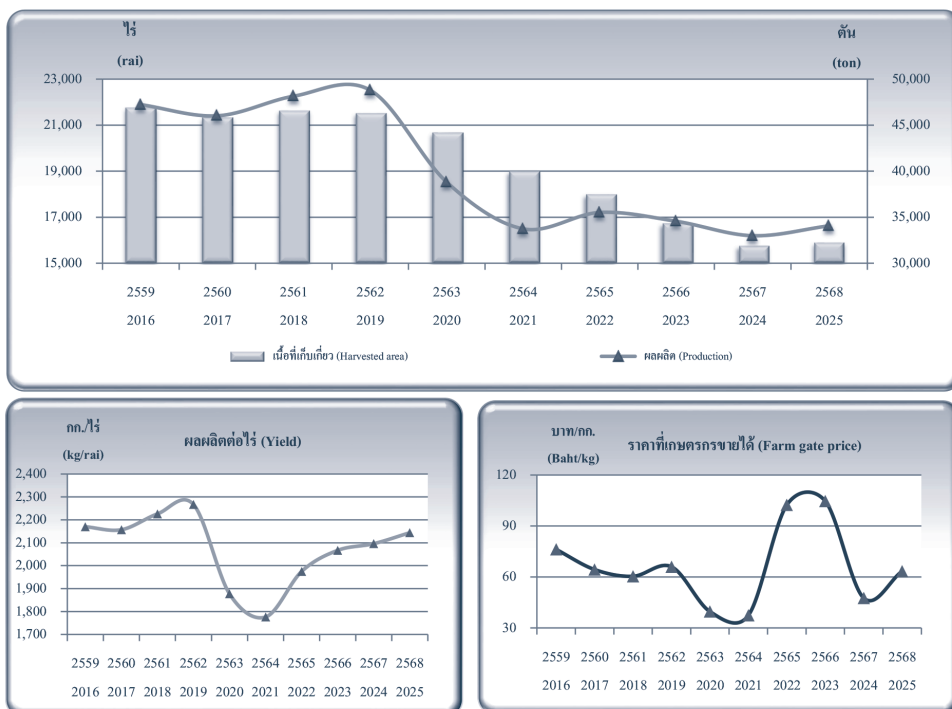 ไร่ ตัน
(rai) (ton)
23,000 50,000
21,000 45,000
19,000 40,000
17,000 35,000
15,000 30,000
2559 2560 2561 2562 2563 2564 2565 2566 2567 2568
2016 2017 2018 2019 2020 2021 2022 2023 2024 2025
เนื้อที่เก็บเกี่ยว (Harvested area) ผลผลิต (Production)
กก./ไร่ ผลผลิตต่อไร่ (Yield)
(kg/rai)
2,400
2,300
2,200
2,100
2,000
1,900
1,800
1,700
2559 2560 2561 2562 2563 2564 2565 2566 2567 2568
2016 2017 2018 2019 2020 2021 2022 2023 2024 2025
บาท/กก. ราคาที่เกษตรกรขายได้ (Farm gate price)
(Baht/kg)
120
90
60
30
2559 2560 2561 2562 2563 2564 2565 2566 2567 2568
2016 2017 2018 2019 2020 2021 2022 2023 2024 2025